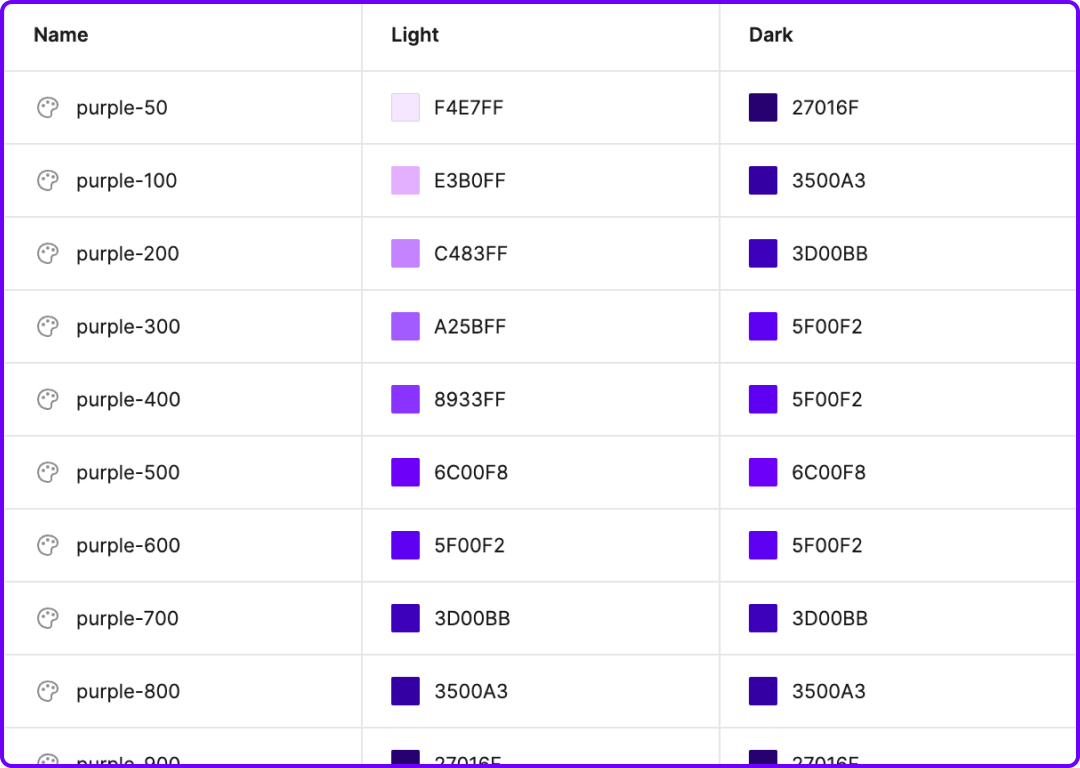 Name Light Dark
purple-50 F4E7FF 27016F
purple-100 E3B0FF 3500A3
purple-200 C483FF 3D00BB
purple-300 A25BFF 5F00F2
purple-400 8933FF 5F00F2
purple-500 6C00F8 6C00F8
purple-600 5F00F2 5F00F2
purple-700 3D00BB 3D00BB
purple-800 3500A3 3500A3
purple-900 27016F 27016F